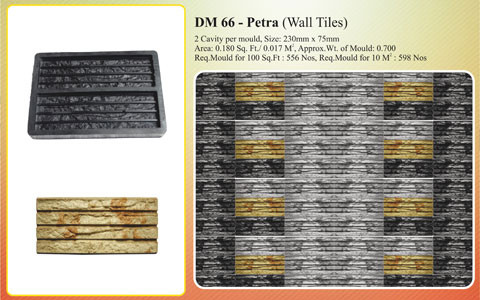 DM 66 - Petra (Wall Tiles)
2 Cavity per mould, Size: 230mm x 75mm
Area: 0.180 Sq. Ft./ 0.017 M², Approx.Wt. of Mould: 0.700
Req.Mould for 100 Sq.Ft : 556 Nos, Req.Mould for 10 M² : 598 Nos